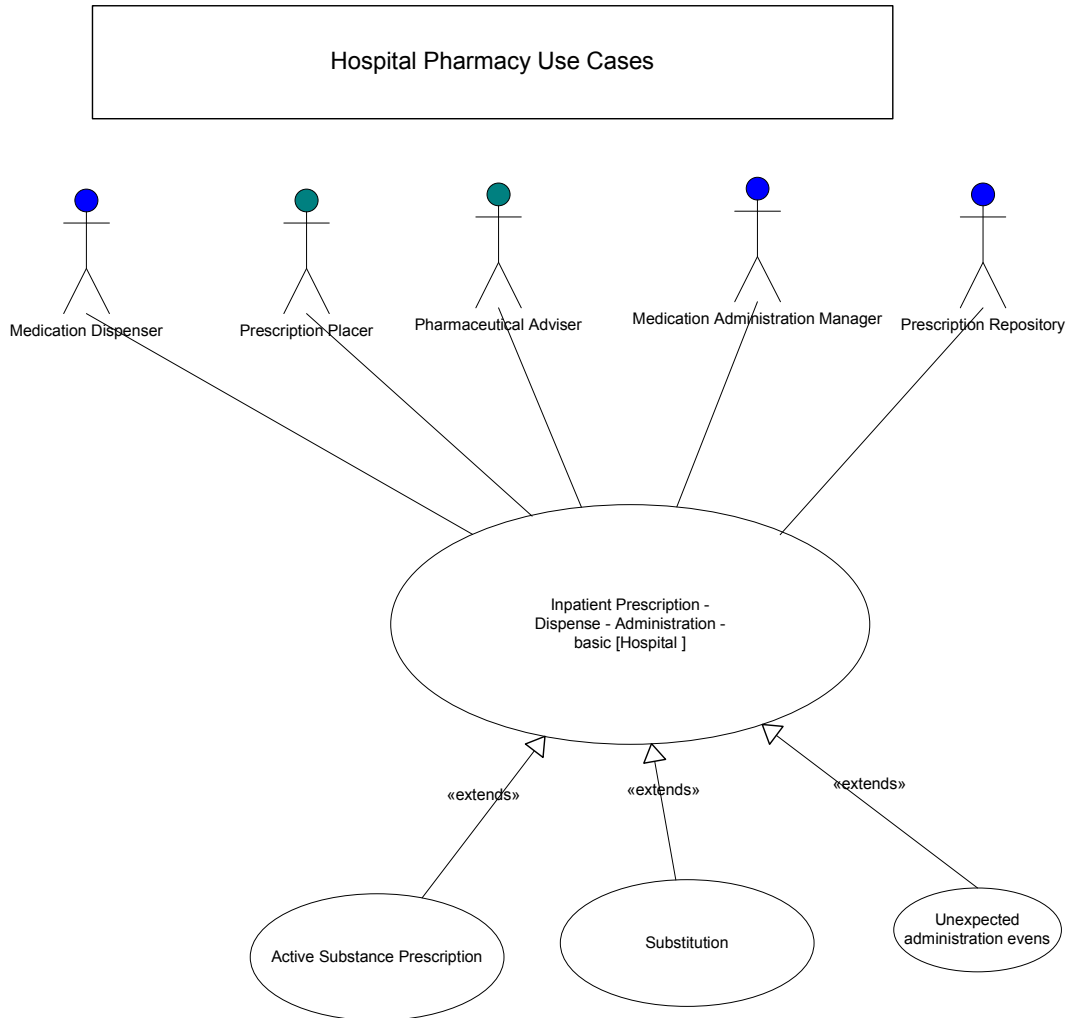 Hospital Pharmacy Use Cases
Medication Dispenser
Prescription Placer
Pharmaceutical Adviser
Medication Administration Manager
Prescription Repository
Inpatient Prescription -
Dispense - Administration -
basic [Hospital ]
«extends»
«extends»
«extends»
Active Substance Prescription
Substitution
Unexpected
administration evens